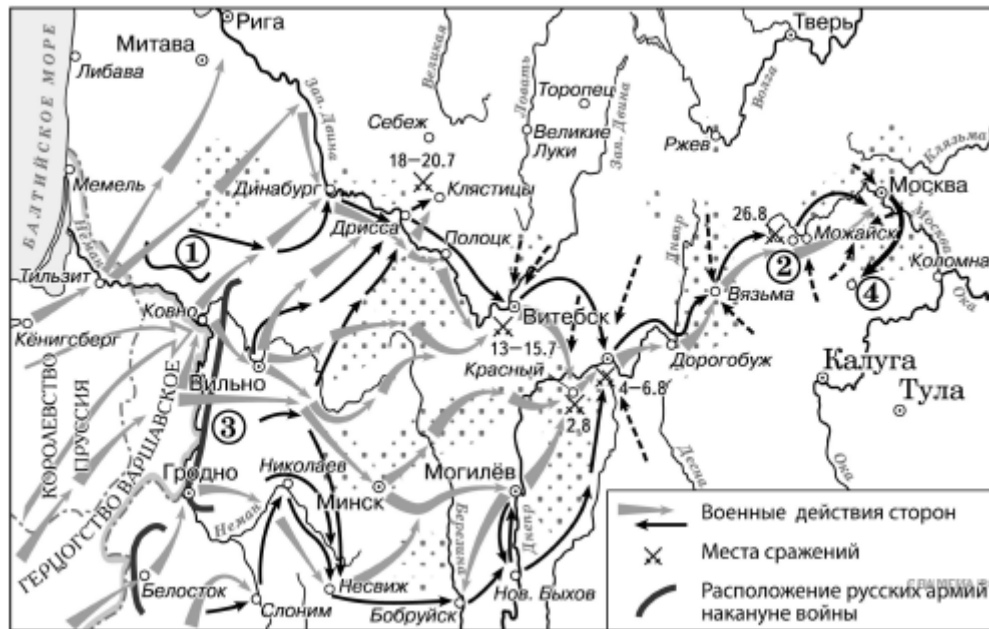 Рига
Тверь
Митава
Либава
БАЛТИЙСКОЕ МОРЕ
Зап. Двина
Великая
Ловать
Торопец
Великие
Луки
Зап. Двина
Волга
Ржев
Клязьма
Себеж
18–20.7
Клястицы
Мемель
Неман
Динабург
Дрисса
Полоцк
Москва
Москва
26.8
Можайск
Коломна
Ока
1
2
4
Тильзит
Ковно
Витебск
13–15.7
Днепр
Вязьма
Кёнигсберг
Вильно
Красный
4–6.8
2.8
Дорогобуж
Калуга
Тула
КОРОЛЕВСТВО
ПРУССИЯ
ГЕРЦОГСТВО ВАРШАВСКОЕ
3
Гродно
Неман
Николаев
Минск
Могилёв
Березина
Днепр
Десна
Ока
Белосток
Слоним
Несвиж
Бобруйск
Нов. Быхов
Военные действия сторон
Места сражений
Расположение русских армий
накануне войны